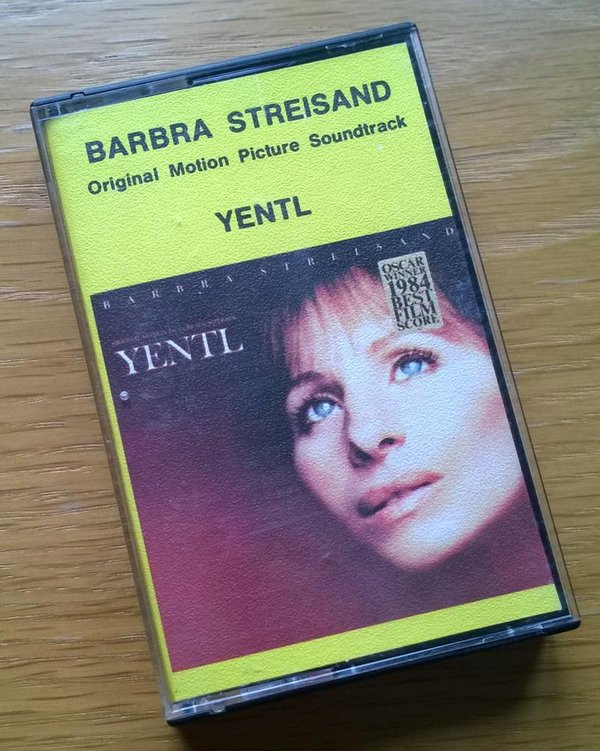 BARBRA STREISAND
Original Motion Picture Soundtrack
YENTL
BARBRA STREISAND
OSCAR
WINNER
1984
BEST
FILM
SCORE
YENTL